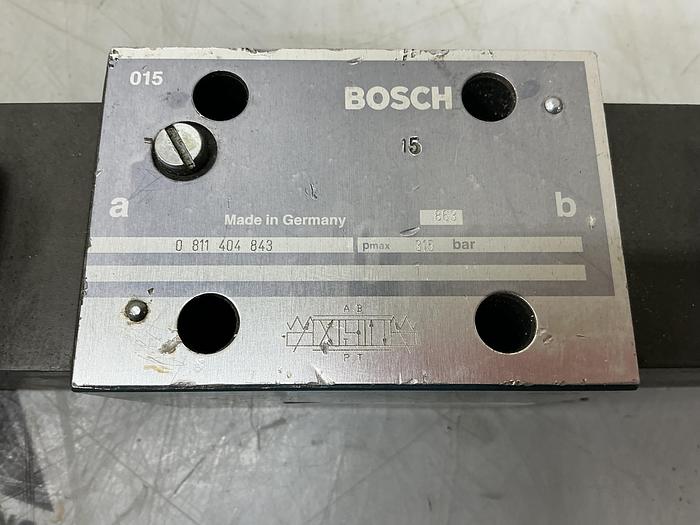 015
BOSCH
15
a
b
Made in Germany 863
0 811 404 843 pmax 315 bar
A B
P T